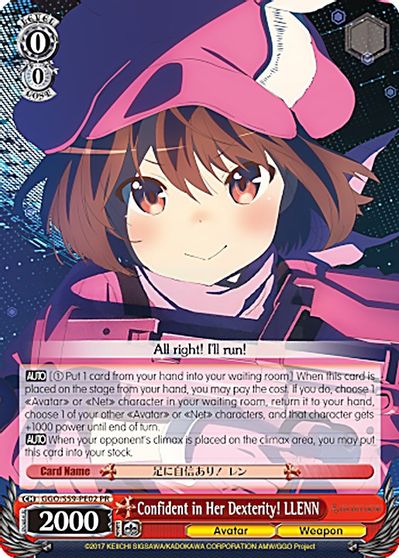 LEVEL
0
0
COST
All right! I'll run!
AUTO [① Put 1 card from your hand into your waiting room] When this card is
placed on the stage from your hand, you may pay the cost. If you do, choose 1
«Avatar» or «Net» character in your waiting room, return it to your hand,
choose 1 of your other «Avatar» or «Net» characters, and that character gets
+1000 power until end of turn.
AUTO When your opponent's climax is placed on the climax area, you may put
this card into your stock.
Card Name
足に自信あり! レン
CH GGO/S59-PE02 PR
2000
Confident in Her Dexterity! LLENN
Avatar
Weapon
©2017 KEIICHI SIGSAWA/KADOKAWA CORPORATION AMW/GGO Project